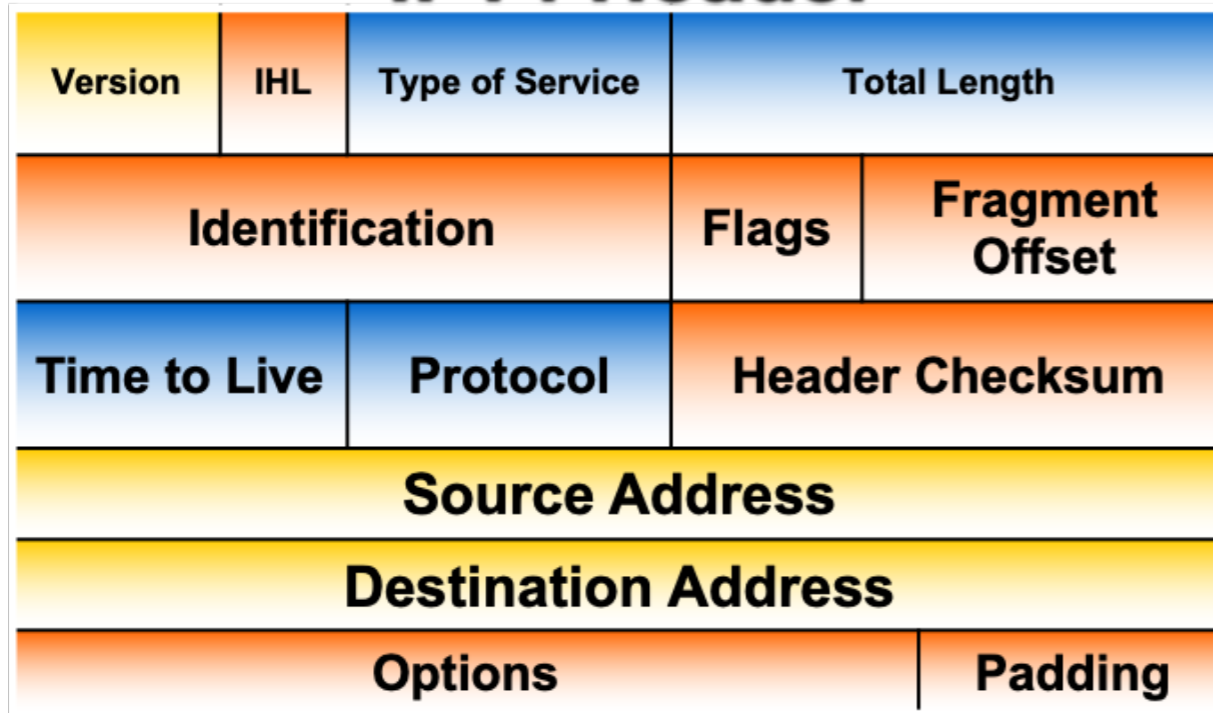 Version IHL Type of Service Total Length
Identification Flags Fragment Offset
Time to Live Protocol Header Checksum
Source Address
Destination Address
Options Padding